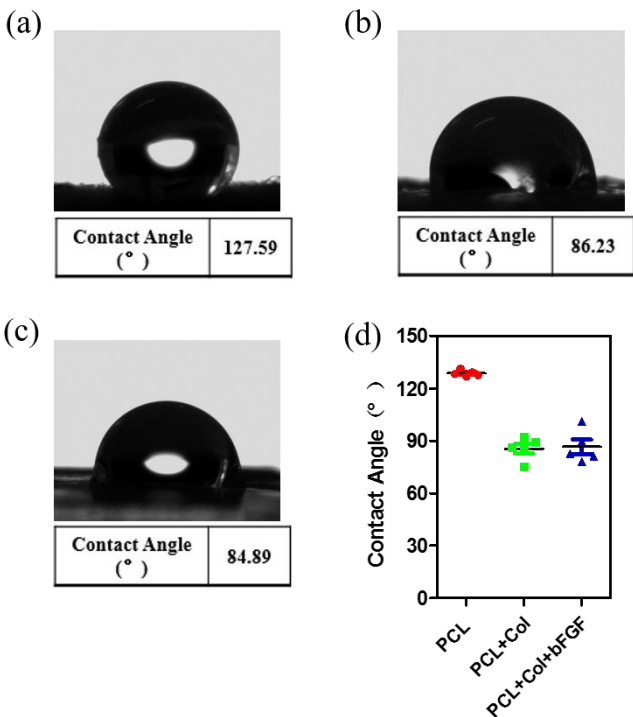 (a)
(b)
Contact Angle (°) 127.59
Contact Angle (°) 86.23
(c)
(d)
Contact Angle (°) 84.89
Contact Angle (°)
150
120
90
60
30
0
PCL
PCL+Col
PCL+Col+bFGF